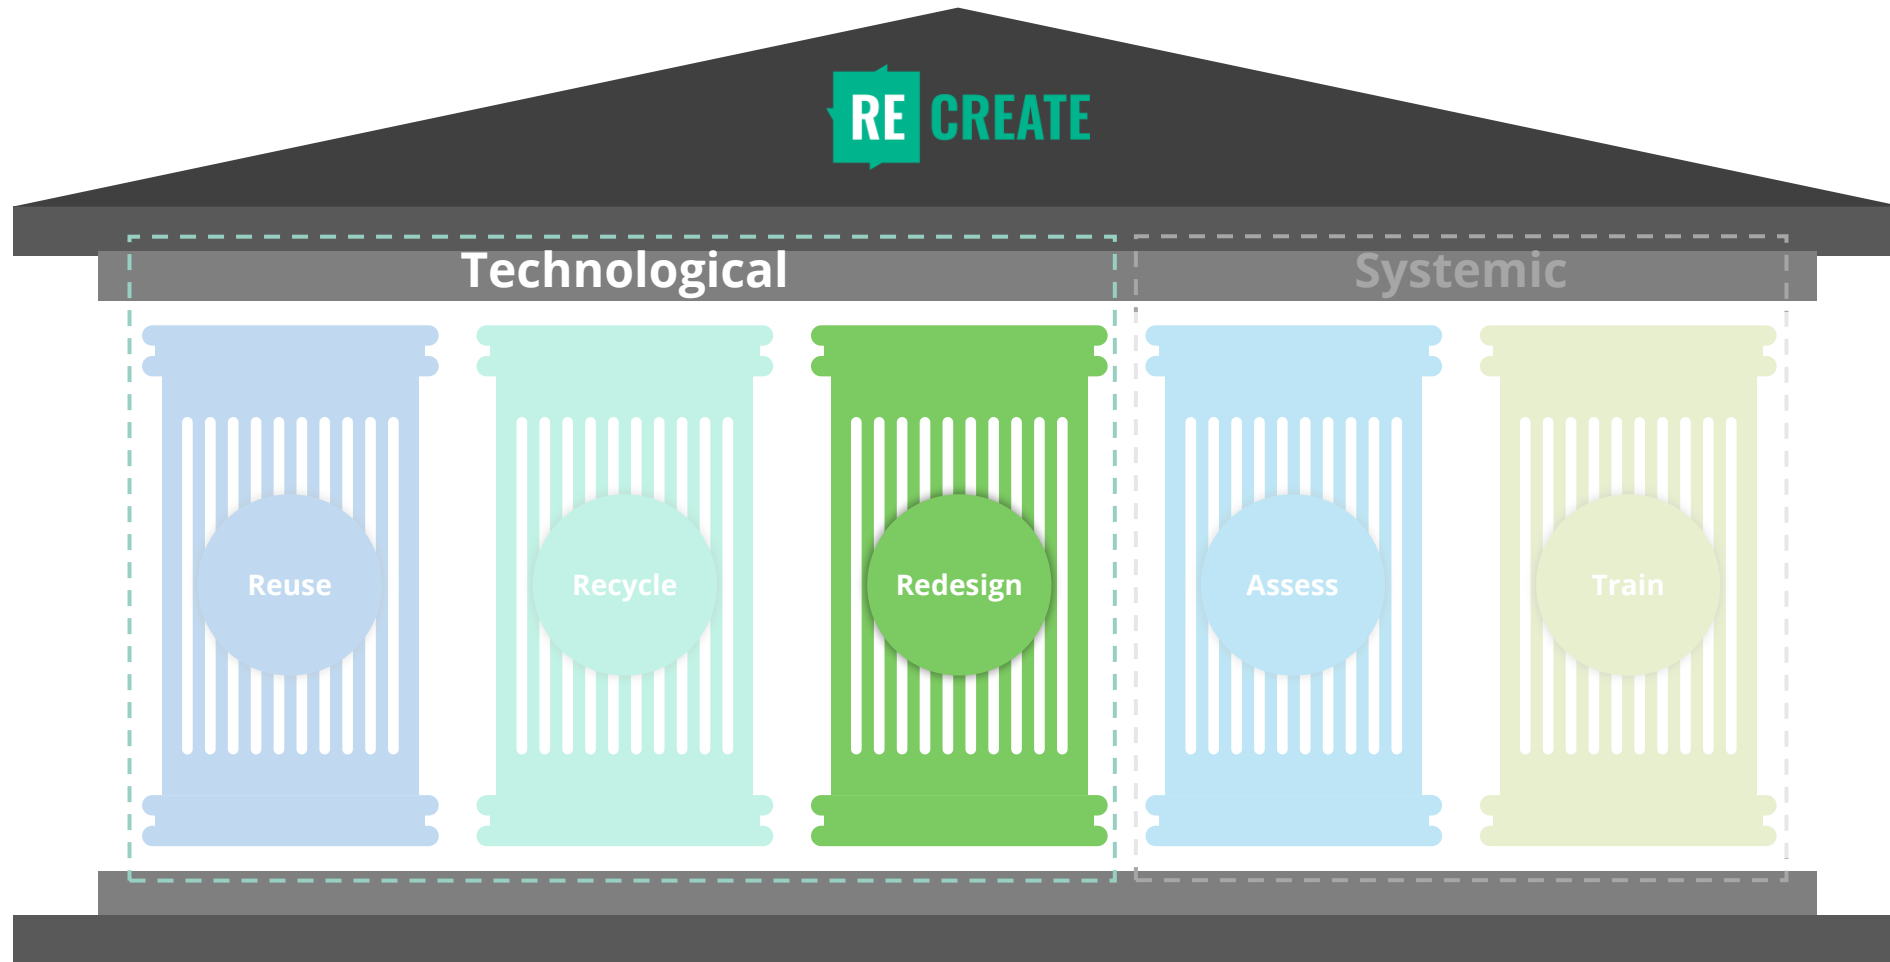 RE CREATE
Technological
Systemic
Reuse
Recycle
Redesign
Assess
Train